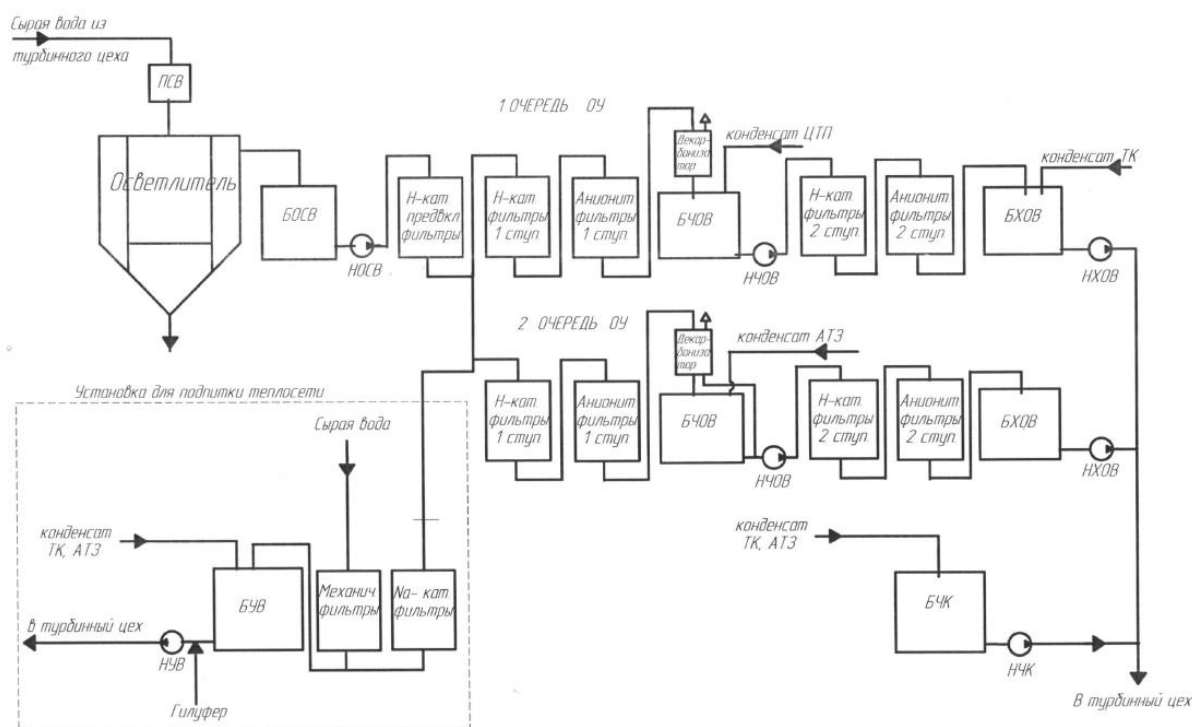 Сырая вода из
турбинного цеха
ПСВ
Осветлитель
БОСВ
НОСВ
Н-кат.
предвкл.
фильтры
1 ОЧЕРЕДЬ ОУ
Н-кат.
фильтры
1 ступ.
Анионит.
фильтры
1 ступ.
Декар-
бониза
тор
конденсат ЦТП
БЧОВ
НЧОВ
Н-кат.
фильтры
2 ступ.
Анионит.
фильтры
2 ступ.
конденсат ТК
БХОВ
НХОВ
2 ОЧЕРЕДЬ ОУ
Н-кат.
фильтры
1 ступ.
Анионит.
фильтры
1 ступ.
Декар-
бониза
тор
конденсат АТЗ
БЧОВ
НЧОВ
Н-кат.
фильтры
2 ступ.
Анионит.
фильтры
2 ступ.
БХОВ
НХОВ
Установка для подпитки теплосети
Сырая вода
конденсат
ТК, АТЗ
БУВ
Механич.
фильтры
Na- кат.
фильтры
в турбинный цех
НУВ
Гилуфер
конденсат
ТК, АТЗ
БЧК
НЧК
В турбинный цех